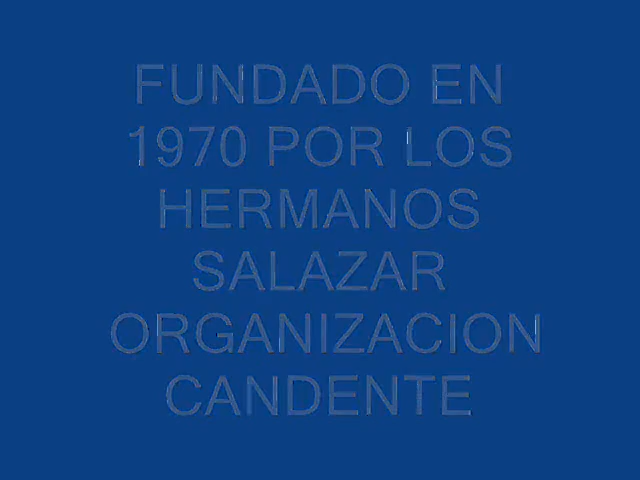 FUNDADO EN
1970 POR LOS
HERMANOS
SALAZAR
ORGANIZACION
CANDENTE